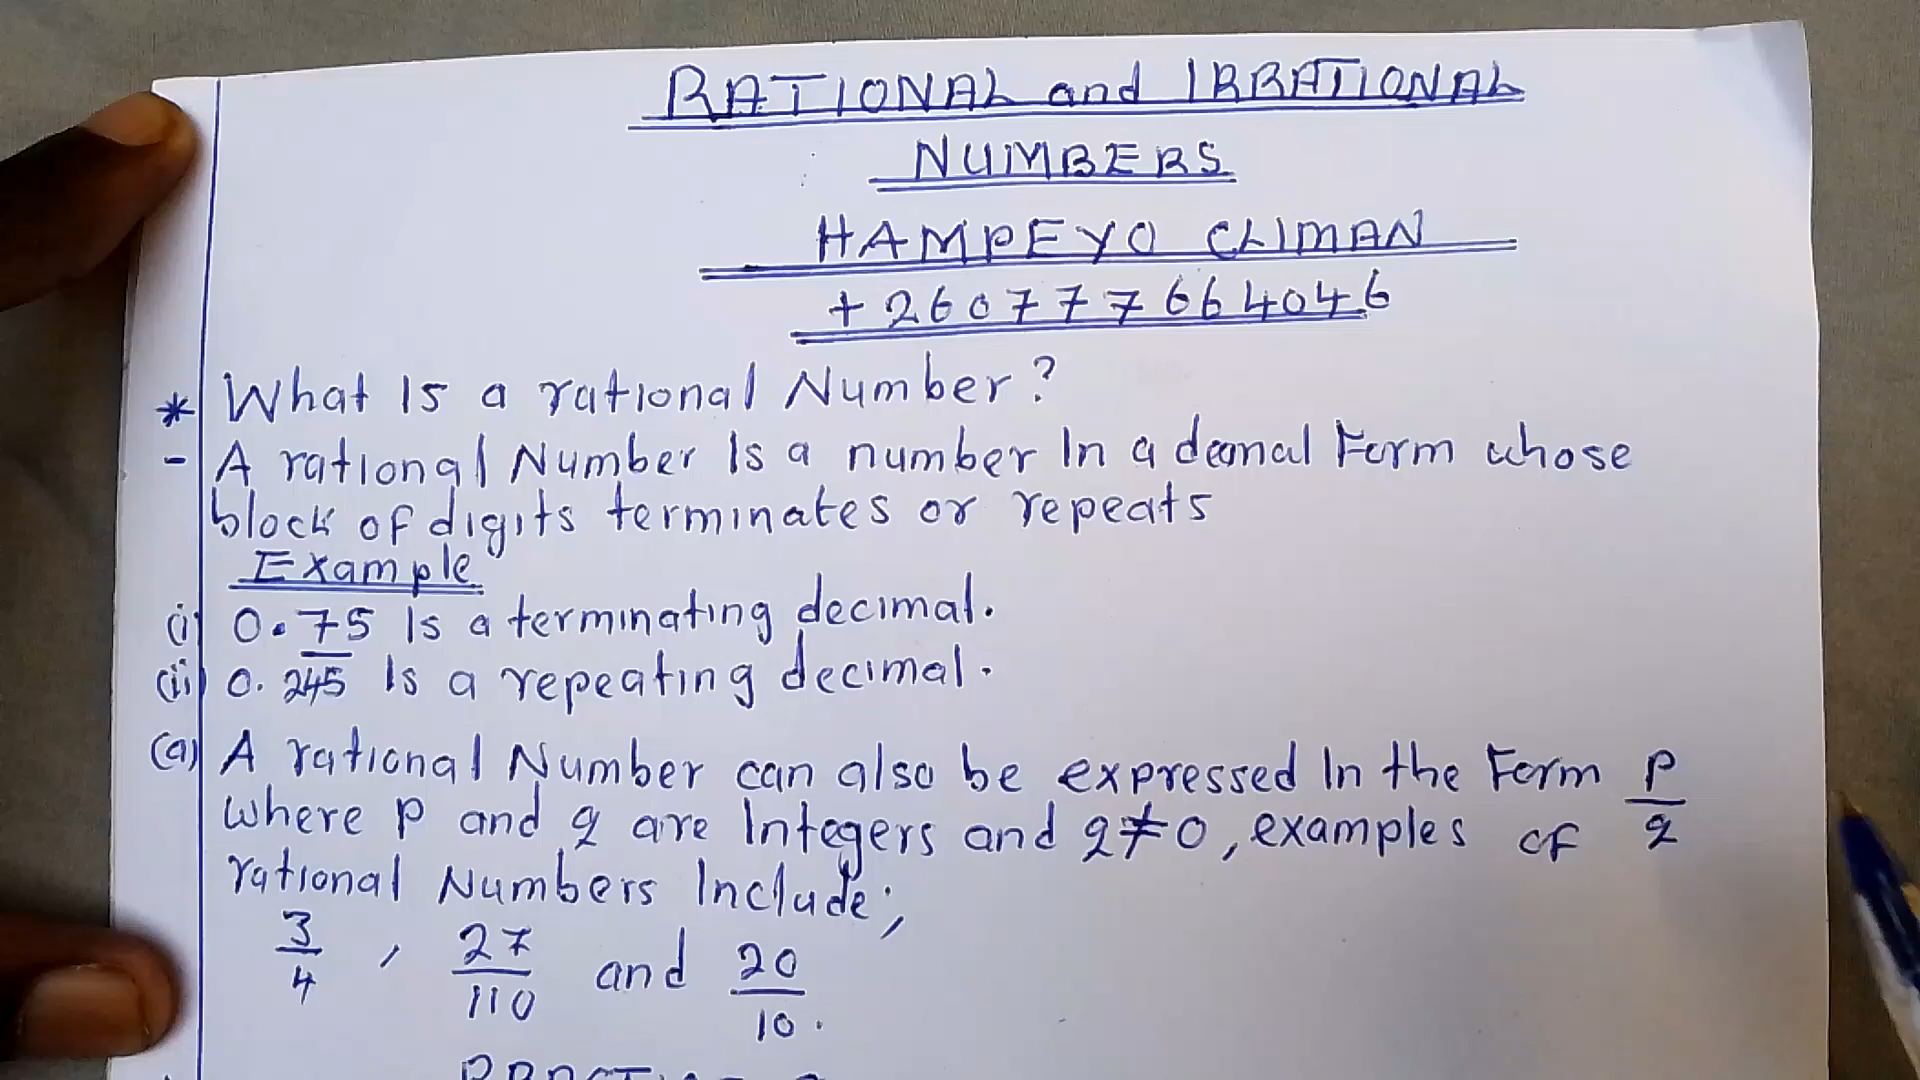 RATIONAL and IRRATIONAL
NUMBERS
HAMPEYO CLIMAN
+260777664046
* What Is a rational Number?
- A rational Number Is a number In a decimal Form whose
block of digits terminates or repeats
Example
(i) 0.75 Is a terminating decimal.
(ii) 0.2̅4̅5̅ Is a repeating decimal.
(a) A rational Number can also be expressed In the Form p/q
where p and q are Integers and q≠0, examples of
rational Numbers Include;
3/4, 27/110 and 20/10.